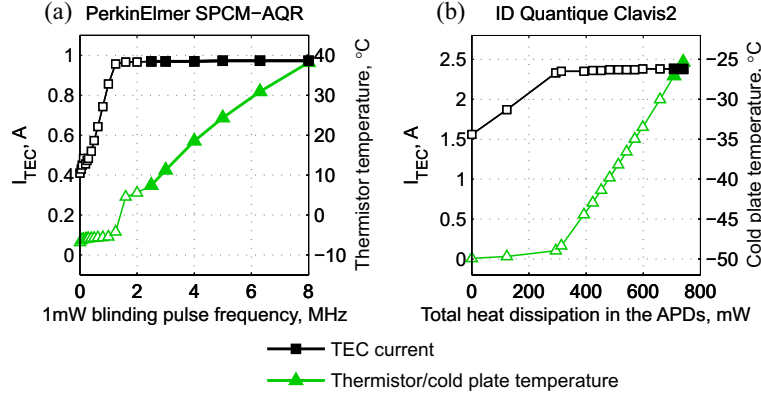 (a) PerkinElmer SPCM−AQR
1
0.8
0.6
0.4
0.2
0
I_TEC, A
40
30
20
10
0
−10
Thermistor temperature, °C
0 2 4 6 8
1mW blinding pulse frequency, MHz
(b) ID Quantique Clavis2
2.5
2
1.5
1
0.5
0
I_TEC, A
−25
−30
−35
−40
−45
−50
Cold plate temperature, °C
0 200 400 600 800
Total heat dissipation in the APDs, mW
TEC current
Thermistor/cold plate temperature